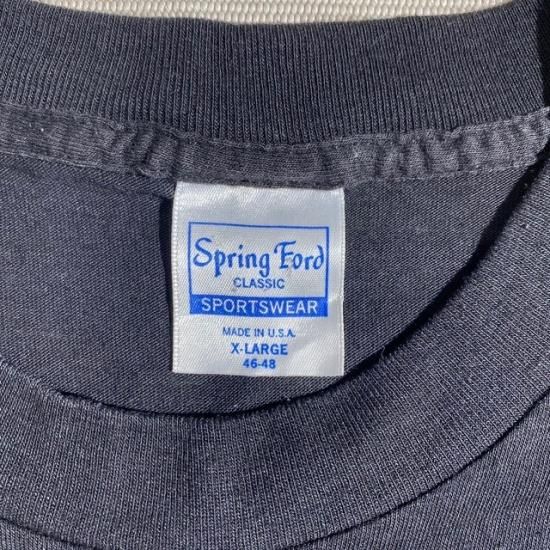 Spring Ford
CLASSIC
SPORTSWEAR
MADE IN U.S.A.
X-LARGE
46-48